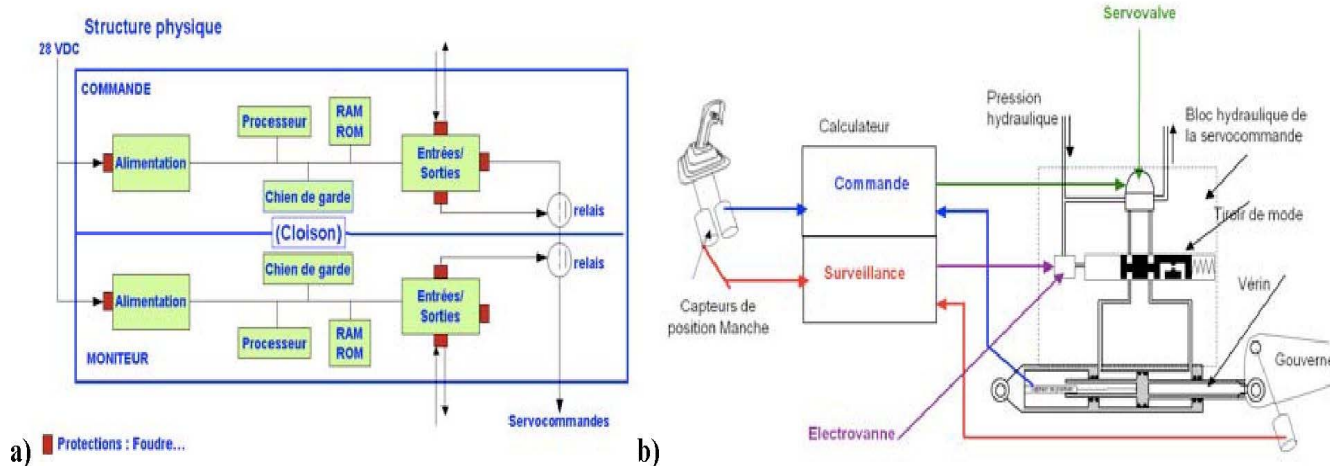 Structure physique
28 VDC
COMMANDE
Processeur
RAM
ROM
Alimentation
Entrées/
Sorties
Chien de garde
relais
(Cloison)
Chien de garde
relais
Alimentation
Entrées/
Sorties
Processeur
RAM
ROM
MONITEUR
Servocommandes
a)
Protections : Foudre...
Servovalve
Pression
hydraulique
Bloc hydraulique de
la servocommande
Calculateur
Commande
Tiroir de mode
Surveillance
Capteurs de
position Manche
Vérin
Gouverne
Electrovanne
b)